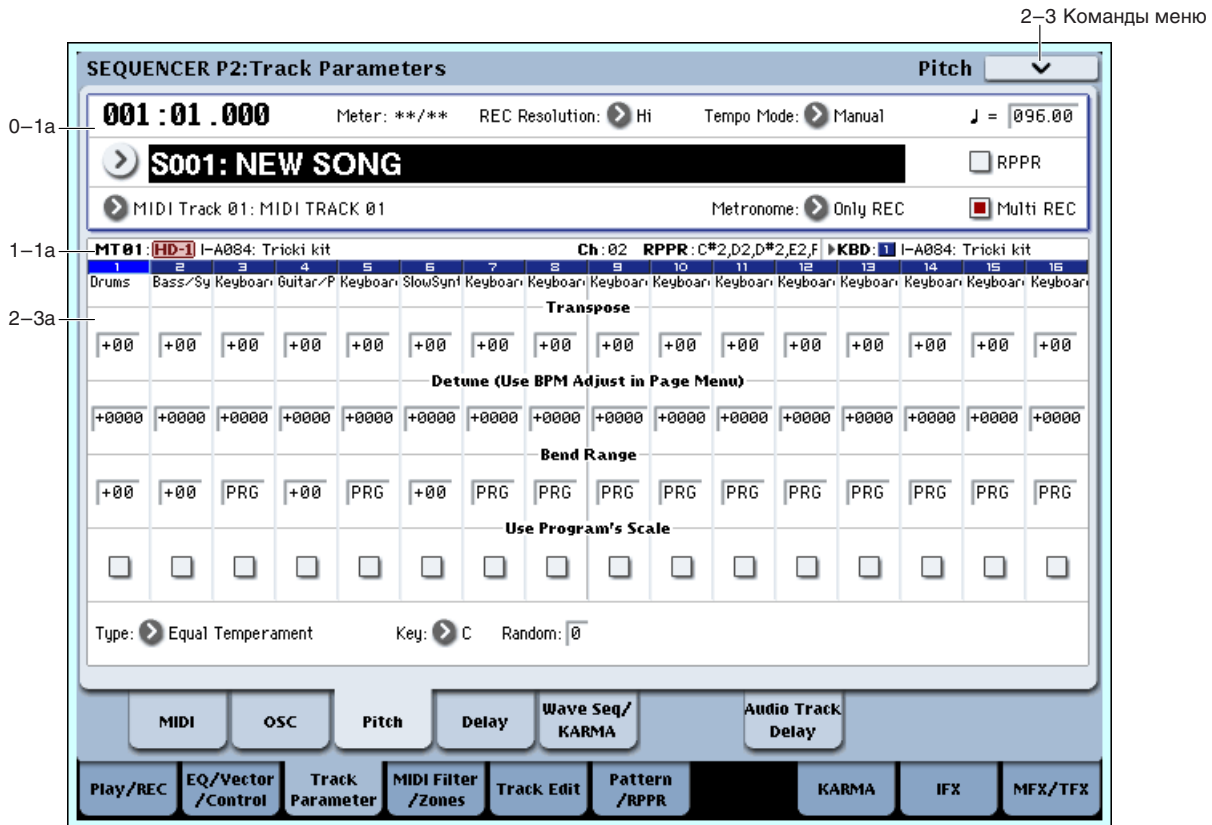 2–3 Команды меню
SEQUENCER P2:Track Parameters Pitch
0–1a
001:01.000 Meter: **/** REC Resolution: Hi Tempo Mode: Manual ♩ = 096.00
S001: NEW SONG RPPR
MIDI Track 01: MIDI TRACK 01 Metronome: Only REC Multi REC
1–1a
MT01: HD-1 I-A084: Tricki kit Ch:02 RPPR:C#2,D2,D#2,E2,F ▶KBD: 1 I-A084: Tricki kit
1 2 3 4 5 6 7 8 9 10 11 12 13 14 15 16
Drums Bass/Sy Keyboar Guitar/P Keyboar SlowSynt Keyboar Keyboar Keyboar Keyboar Keyboar Keyboar Keyboar Keyboar Keyboar Keyboar
2–3a
Transpose
+00 +00 +00 +00 +00 +00 +00 +00 +00 +00 +00 +00 +00 +00 +00 +00
Detune (Use BPM Adjust in Page Menu)
+0000 +0000 +0000 +0000 +0000 +0000 +0000 +0000 +0000 +0000 +0000 +0000 +0000 +0000 +0000 +0000
Bend Range
+00 +00 PRG +00 PRG +00 PRG PRG PRG PRG PRG PRG PRG PRG PRG PRG
Use Program's Scale
Type: Equal Temperament Key: C Random: 0
MIDI OSC Pitch Delay Wave Seq/ KARMA Audio Track Delay
Play/REC EQ/Vector /Control Track Parameter MIDI Filter /Zones Track Edit Pattern /RPPR KARMA IFX MFX/TFX